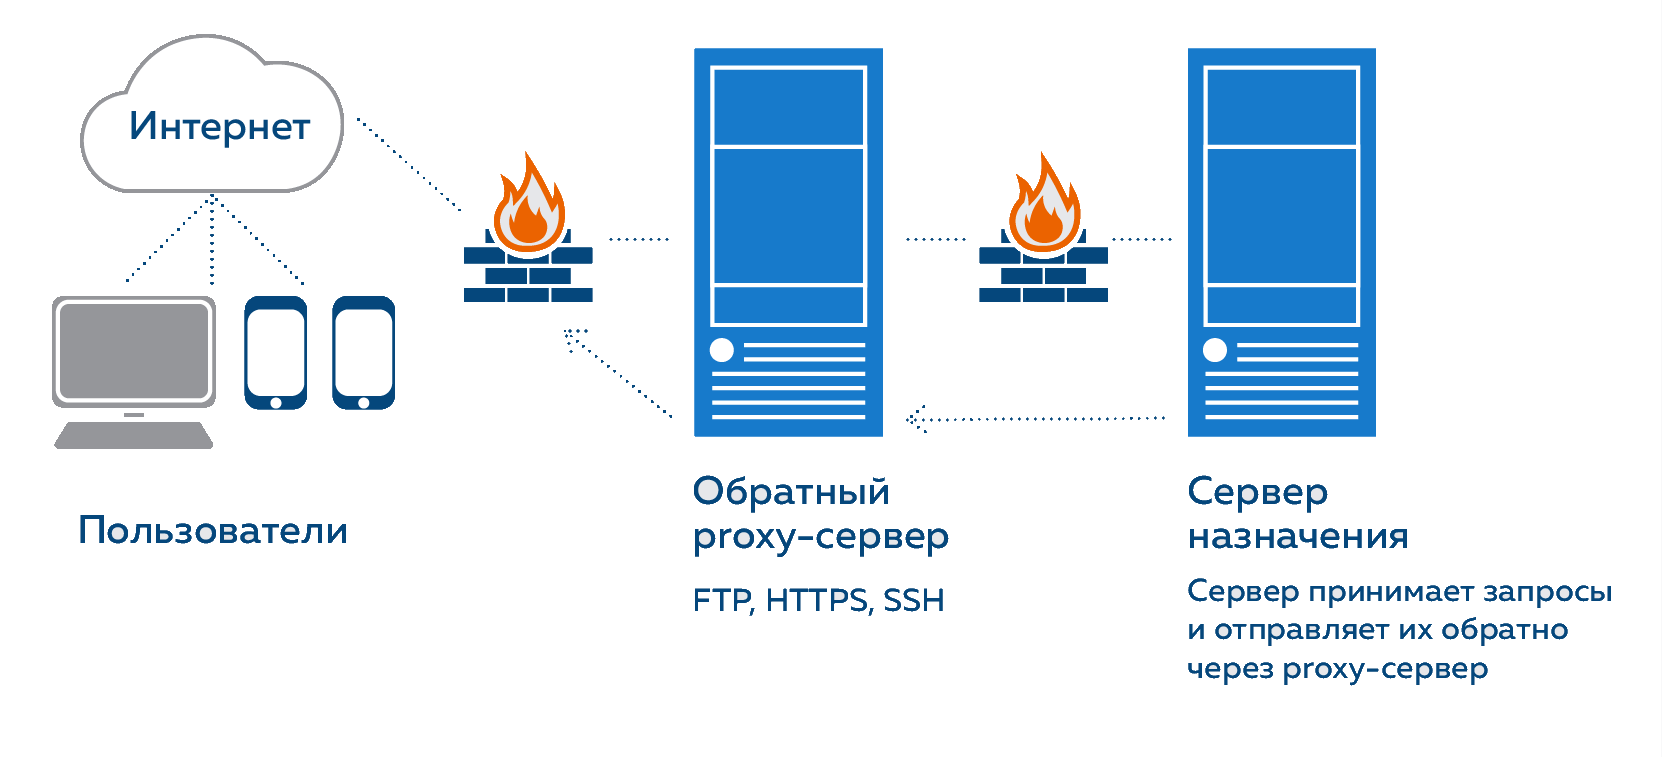 Интернет
Пользователи
Обратный
proxy-сервер
FTP, HTTPS, SSH
Сервер
назначения
Сервер принимает запросы
и отправляет их обратно
через proxy-сервер